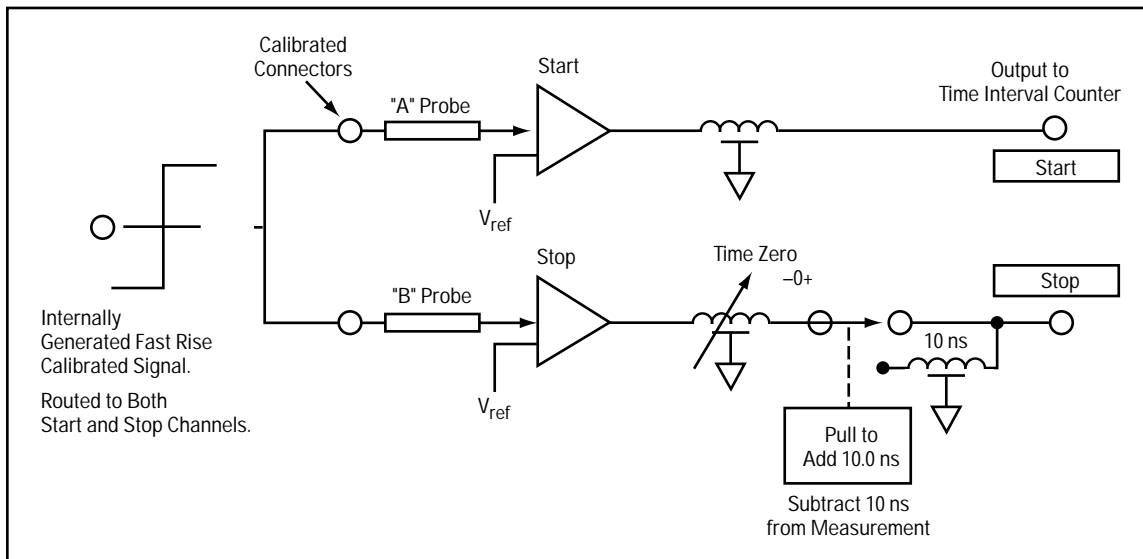 Calibrated
Connectors
"A" Probe
Start
Output to
Time Interval Counter
Start
Vref
"B" Probe
Stop
Time Zero
–0+
Stop
10 ns
Vref
Internally
Generated Fast Rise
Calibrated Signal.
Routed to Both
Start and Stop Channels.
Pull to
Add 10.0 ns
Subtract 10 ns
from Measurement